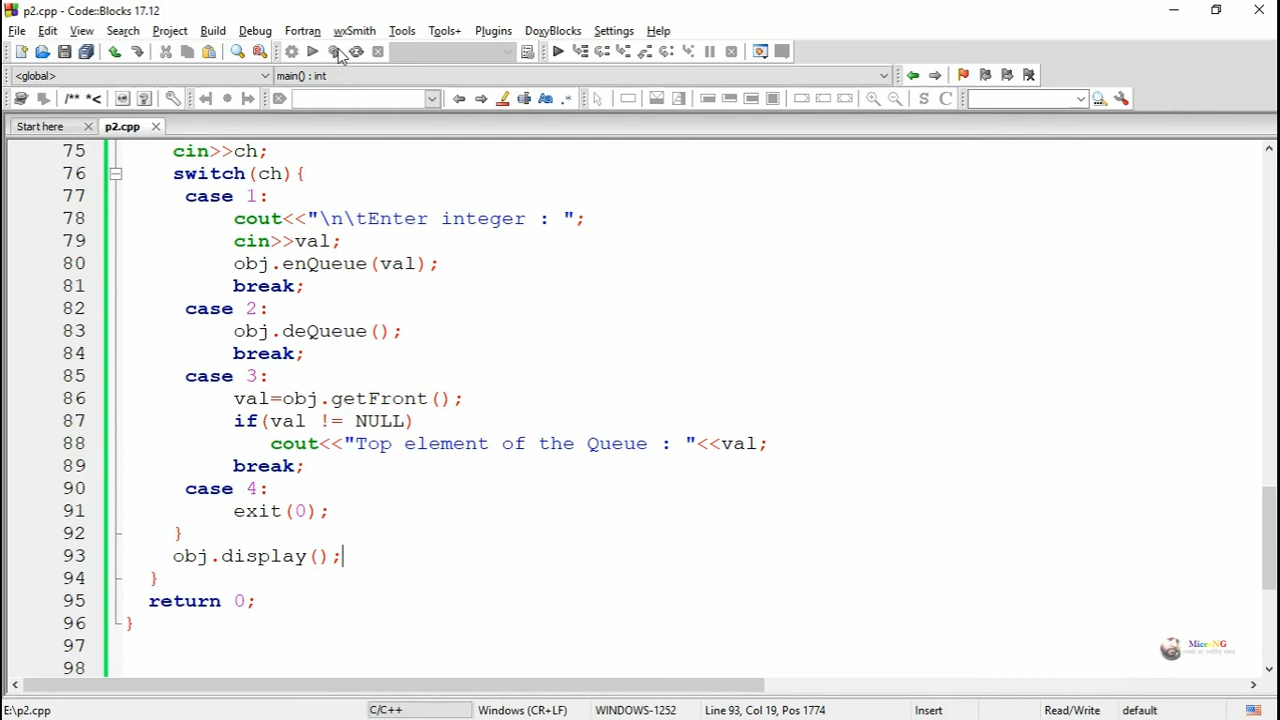 p2.cpp - Code::Blocks 17.12
File Edit View Search Project Build Debug Fortran wxSmith Tools Tools+ Plugins DoxyBlocks Settings Help
<global> main() : int
/** *< .* S C
Start here p2.cpp
75 cin>>ch;
76 switch(ch){
77 case 1:
78 cout<<"\n\tEnter integer : ";
79 cin>>val;
80 obj.enQueue(val);
81 break;
82 case 2:
83 obj.deQueue();
84 break;
85 case 3:
86 val=obj.getFront();
87 if(val != NULL)
88 cout<<"Top element of the Queue : "<<val;
89 break;
90 case 4:
91 exit(0);
92 }
93 obj.display();
94 }
95 return 0;
96 }
97
98
MicroNG
E:\p2.cpp C/C++ Windows (CR+LF) WINDOWS-1252 Line 93, Col 19, Pos 1774 Insert Read/Write default